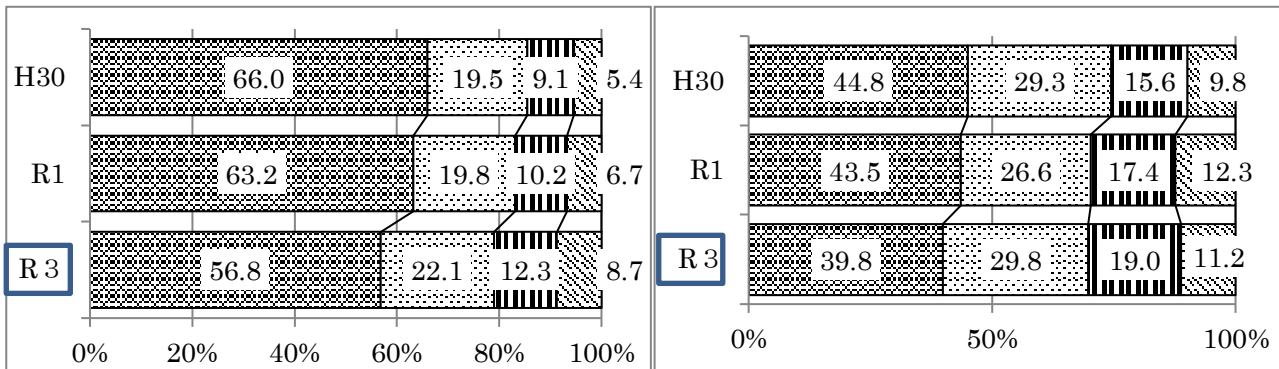 H30 66.0 19.5 9.1 5.4
R1 63.2 19.8 10.2 6.7
R 3 56.8 22.1 12.3 8.7
0% 20% 40% 60% 80% 100%
H30 44.8 29.3 15.6 9.8
R1 43.5 26.6 17.4 12.3
R 3 39.8 29.8 19.0 11.2
0% 50% 100%